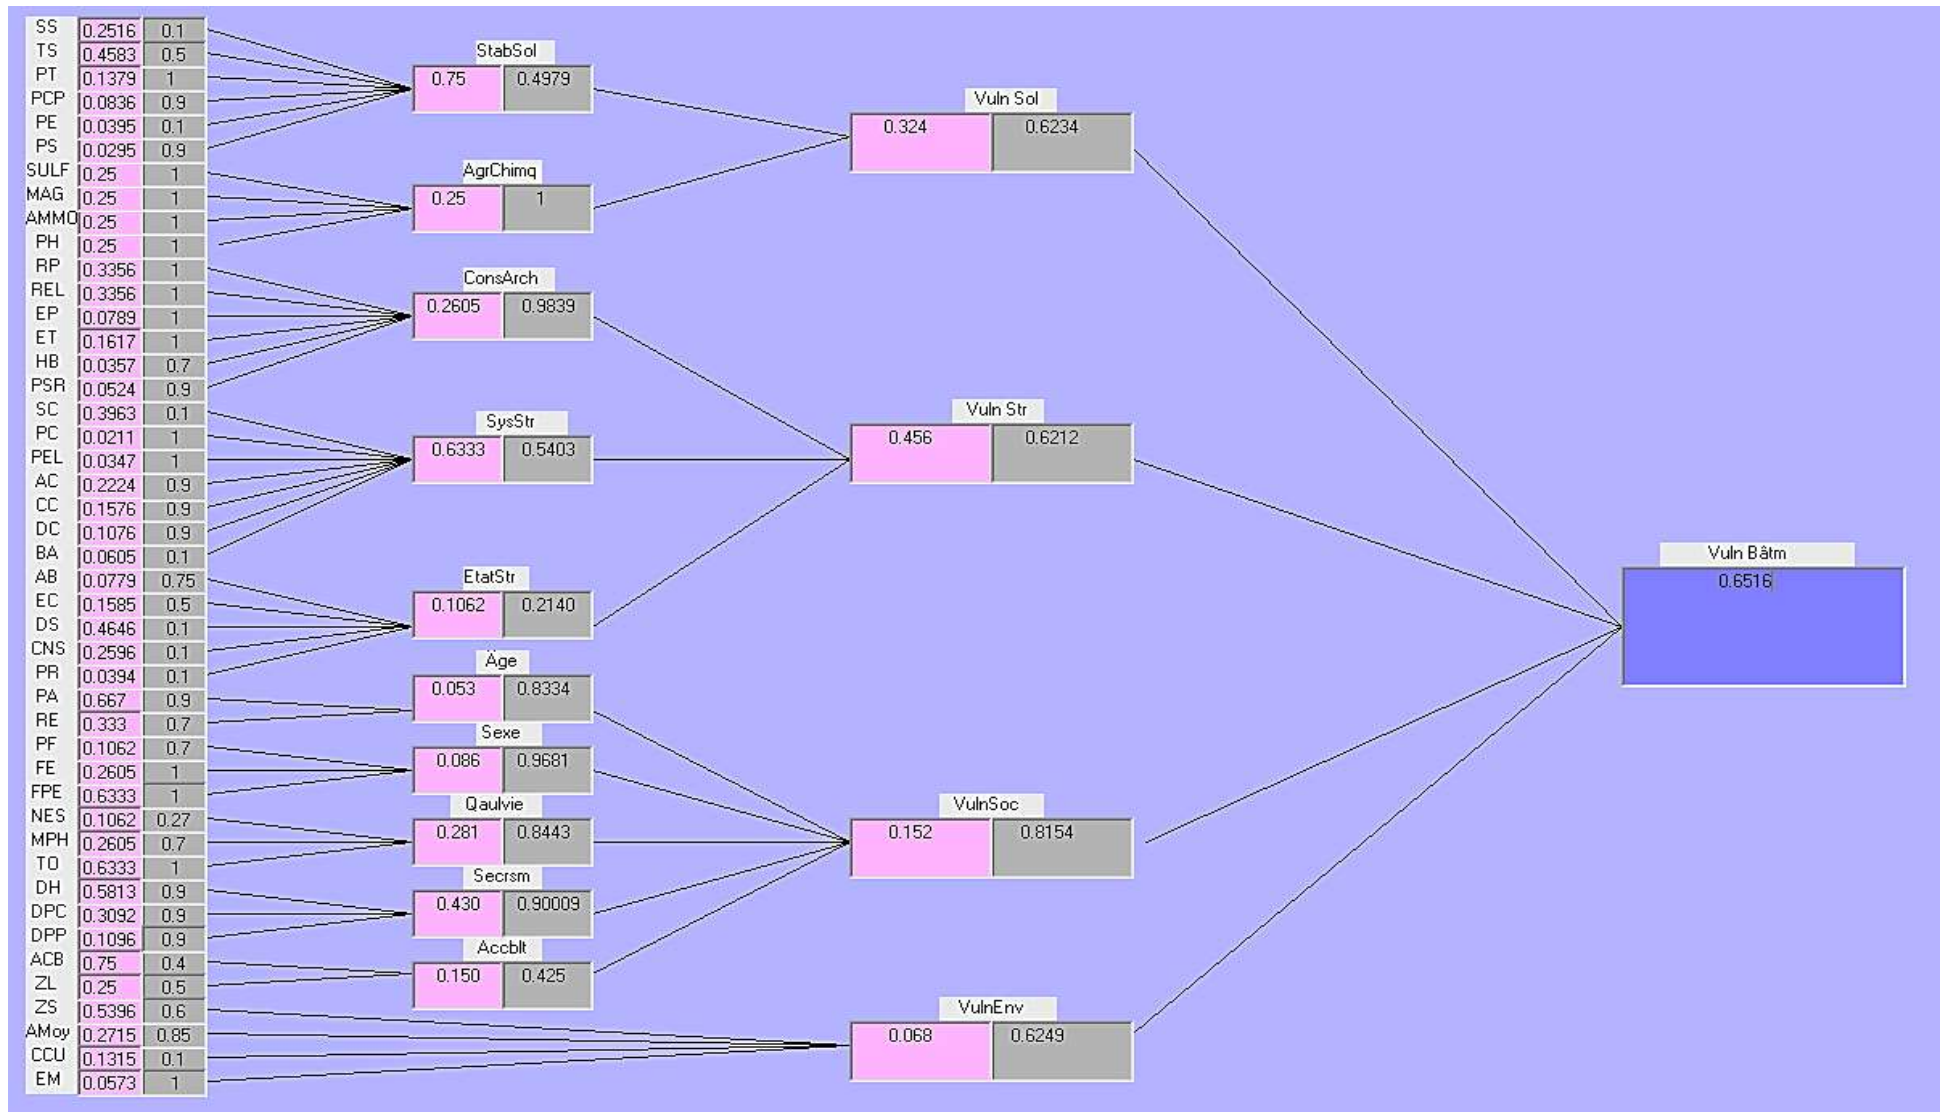 SS 0.2516 0.1
TS 0.4583 0.5
PT 0.1379 1
PCP 0.0836 0.9
PE 0.0395 0.1
PS 0.0295 0.9
SULF 0.25 1
MAG 0.25 1
AMMO 0.25 1
PH 0.25 1
RP 0.3356 1
REL 0.3356 1
EP 0.0789 1
ET 0.1617 1
HB 0.0357 0.7
PSR 0.0524 0.9
SC 0.3963 0.1
PC 0.0211 1
PEL 0.0347 1
AC 0.2224 0.9
CC 0.1576 0.9
DC 0.1076 0.9
BA 0.0605 0.1
AB 0.0779 0.75
EC 0.1585 0.5
DS 0.4646 0.1
CNS 0.2596 0.1
PR 0.0394 0.1
PA 0.667 0.9
RE 0.333 0.7
PF 0.1062 0.7
FE 0.2605 1
FPE 0.6333 1
NES 0.1062 0.27
MPH 0.2605 0.7
TO 0.6333 1
DH 0.5813 0.9
DPC 0.3092 0.9
DPP 0.1096 0.9
ACB 0.75 0.4
ZL 0.25 0.5
ZS 0.5396 0.6
AMoy 0.2715 0.85
CCU 0.1315 0.1
EM 0.0573 1
StabSol
0.75 0.4979
AgrChimq
0.25 1
ConsArch
0.2605 0.9839
SysStr
0.6333 0.5403
EtatStr
0.1062 0.2140
Äge
0.053 0.8334
Sexe
0.086 0.9681
Qaulvie
0.281 0.8443
Secrsm
0.430 0.90009
Accblt
0.150 0.425
Vuln Sol
0.324 0.6234
Vuln Str
0.456 0.6212
VulnSoc
0.152 0.8154
VulnEnv
0.068 0.6249
Vuln Bâtm
0.6516